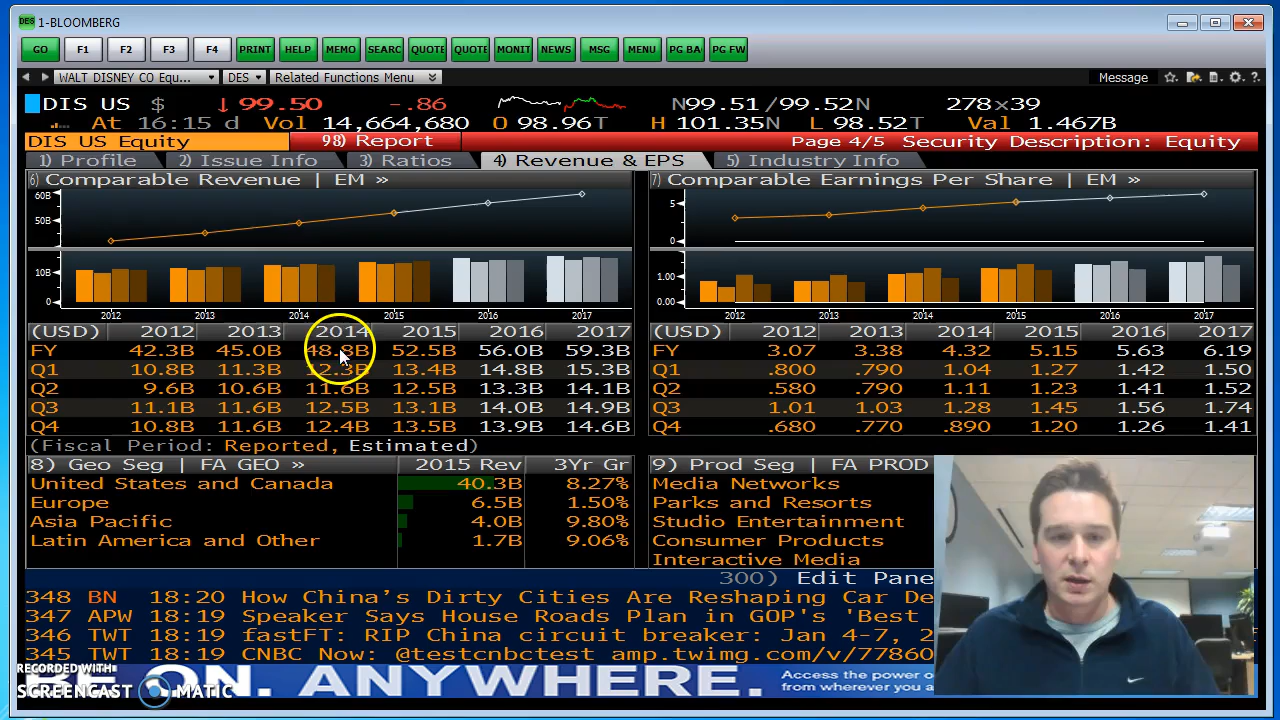 DES 1-BLOOMBERG
GO F1 F2 F3 F4 PRINT HELP MEMO SEARC QUOTE QUOTE MONIT NEWS MSG MENU PG BA PG FW
WALT DISNEY CO Equ... DES Related Functions Menu Message
DIS US $ ↓ 99.50 -.86 N99.51/99.52N 278x39
At 16:15 d Vol 14,664,680 O 98.96T H 101.35N L 98.52T Val 1.467B
DIS US Equity 98) Report Page 4/5 Security Description: Equity
1) Profile 2) Issue Info 3) Ratios 4) Revenue & EPS 5) Industry Info
6) Comparable Revenue | EM » 7) Comparable Earnings Per Share | EM »
60B
50B
10B
0
2012 2013 2014 2015 2016 2017
5
0
1.00
0.00
2012 2013 2014 2015 2016 2017
(USD) 2012 2013 2014 2015 2016 2017
FY 42.3B 45.0B 48.8B 52.5B 56.0B 59.3B
Q1 10.8B 11.3B 12.3B 13.4B 14.8B 15.3B
Q2 9.6B 10.6B 11.6B 12.5B 13.3B 14.1B
Q3 11.1B 11.6B 12.5B 13.1B 14.0B 14.9B
Q4 10.8B 11.6B 12.4B 13.5B 13.9B 14.6B
(USD) 2012 2013 2014 2015 2016 2017
FY 3.07 3.38 4.32 5.15 5.63 6.19
Q1 .800 .790 1.04 1.27 1.42 1.50
Q2 .580 .790 1.11 1.23 1.41 1.52
Q3 1.01 1.03 1.28 1.45 1.56 1.74
Q4 .680 .770 .890 1.20 1.26 1.41
(Fiscal Period: Reported, Estimated)
8) Geo Seg | FA GEO » 2015 Rev 3Yr Gr
United States and Canada 40.3B 8.27%
Europe 6.5B 1.50%
Asia Pacific 4.0B 9.80%
Latin America and Other 1.7B 9.06%
9) Prod Seg | FA PROD
Media Networks
Parks and Resorts
Studio Entertainment
Consumer Products
Interactive Media
300) Edit Pane
348 BN 18:20 How China's Dirty Cities Are Reshaping Car De
347 APW 18:19 Speaker Says House Roads Plan in GOP's 'Best
346 TWT 18:19 fastFT: RIP China circuit breaker: Jan 4-7, 2
345 TWT 18:19 CNBC Now: @testcnbctest amp.twimg.com/v/77860
BE ON. ANYWHERE. Access the power o
from wherever you a
RECORDED WITH
SCREENCAST MATIC